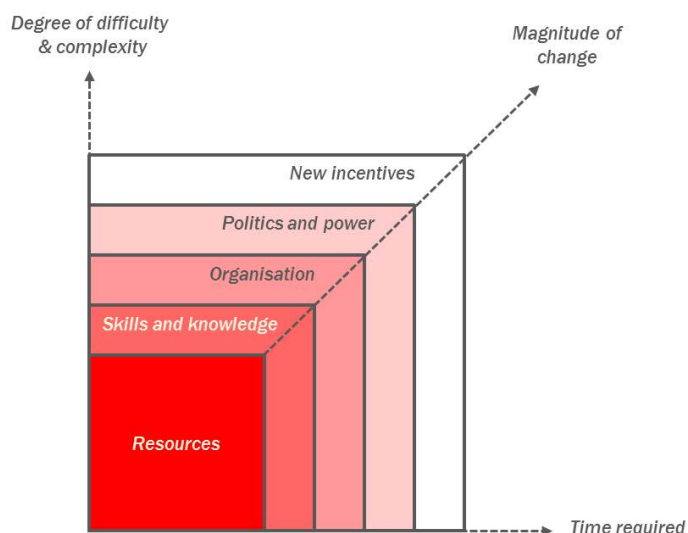 Degree of difficulty
& complexity
Magnitude of
change
New incentives
Politics and power
Organisation
Skills and knowledge
Resources
Time required